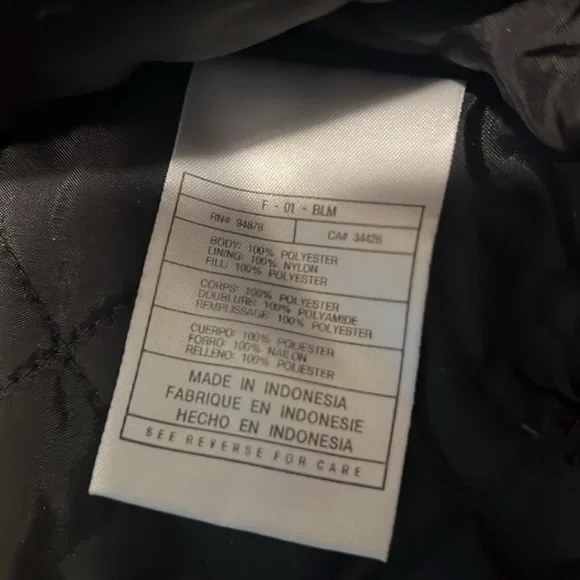 F - 01 - BLM
RN# 94878 CA# 34428
BODY: 100% POLYESTER
LINING: 100% NYLON
FILL: 100% POLYESTER
CORPS: 100% POLYESTER
DOUBLURE: 100% POLYAMIDE
REMPLISSAGE: 100% POLYESTER
CUERPO: 100% POLIESTER
FORRO: 100% NAILON
RELLENO: 100% POLIESTER
MADE IN INDONESIA
FABRIQUE EN INDONESIE
HECHO EN INDONESIA
SEE REVERSE FOR CARE